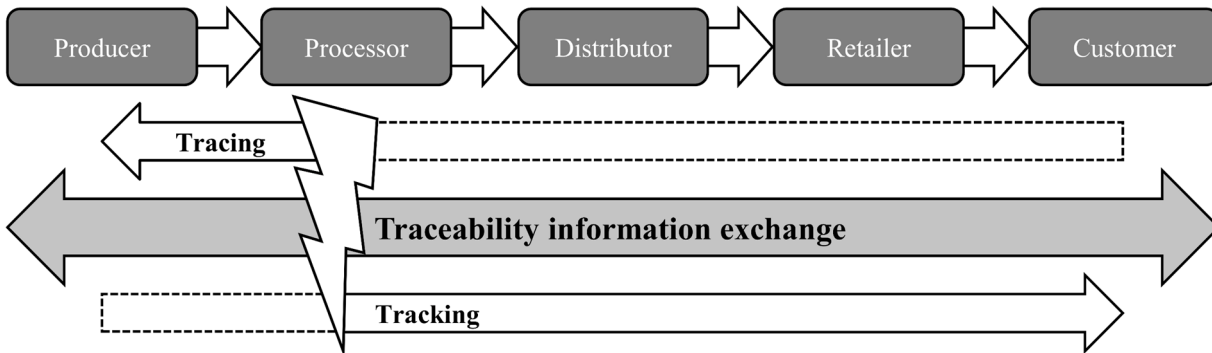 Producer
Processor
Distributor
Retailer
Customer
Tracing
Traceability information exchange
Tracking